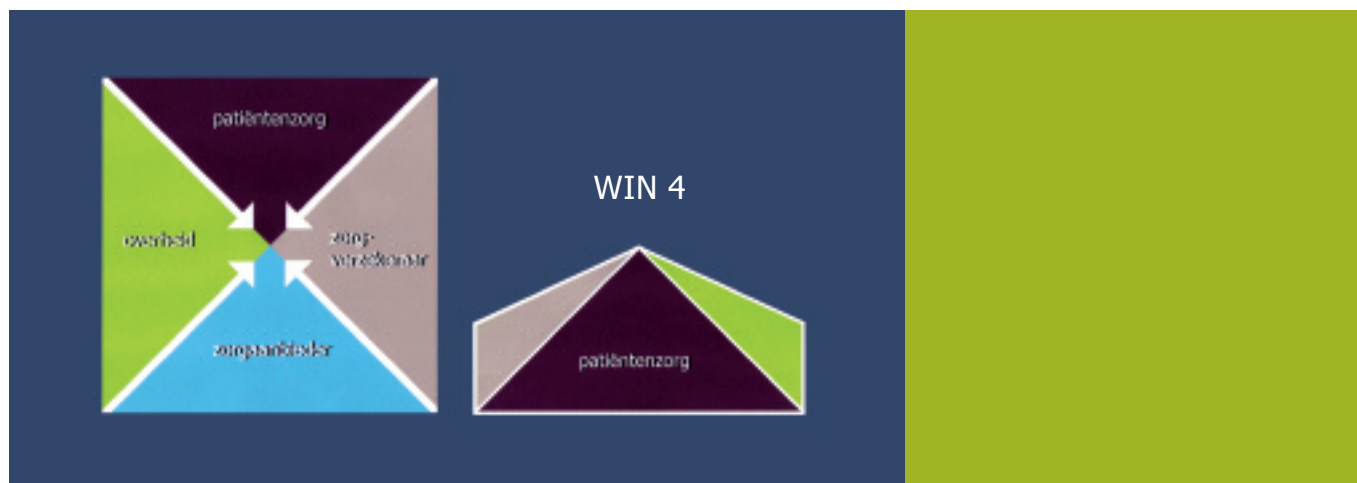 patiëntenzorg
overheid
zorg-
verzekeraar
zorgaanbieder
WIN 4
patiëntenzorg